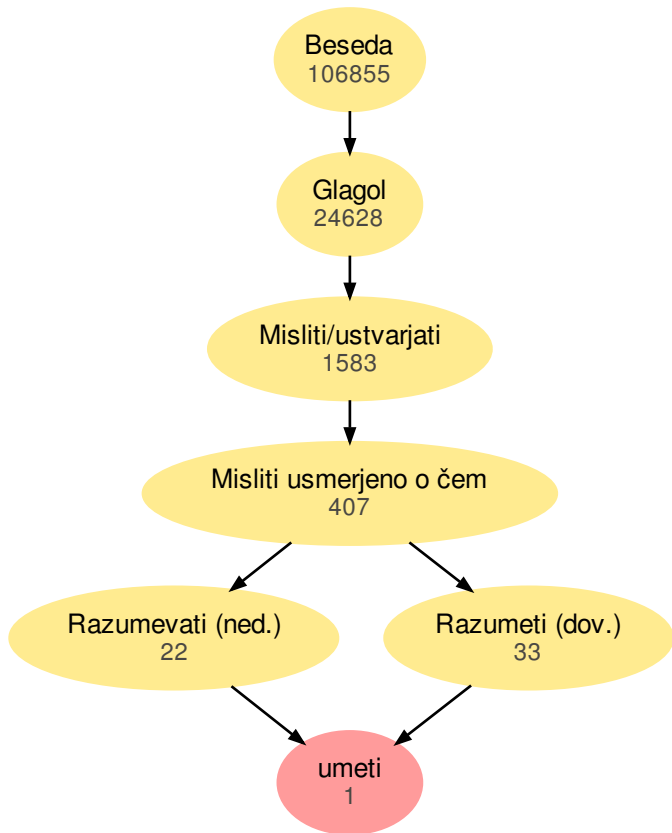 Beseda
106855
Glagol
24628
Misliti/ustvarjati
1583
Misliti usmerjeno o čem
407
Razumevati (ned.)
22
Razumeti (dov.)
33
umeti
1